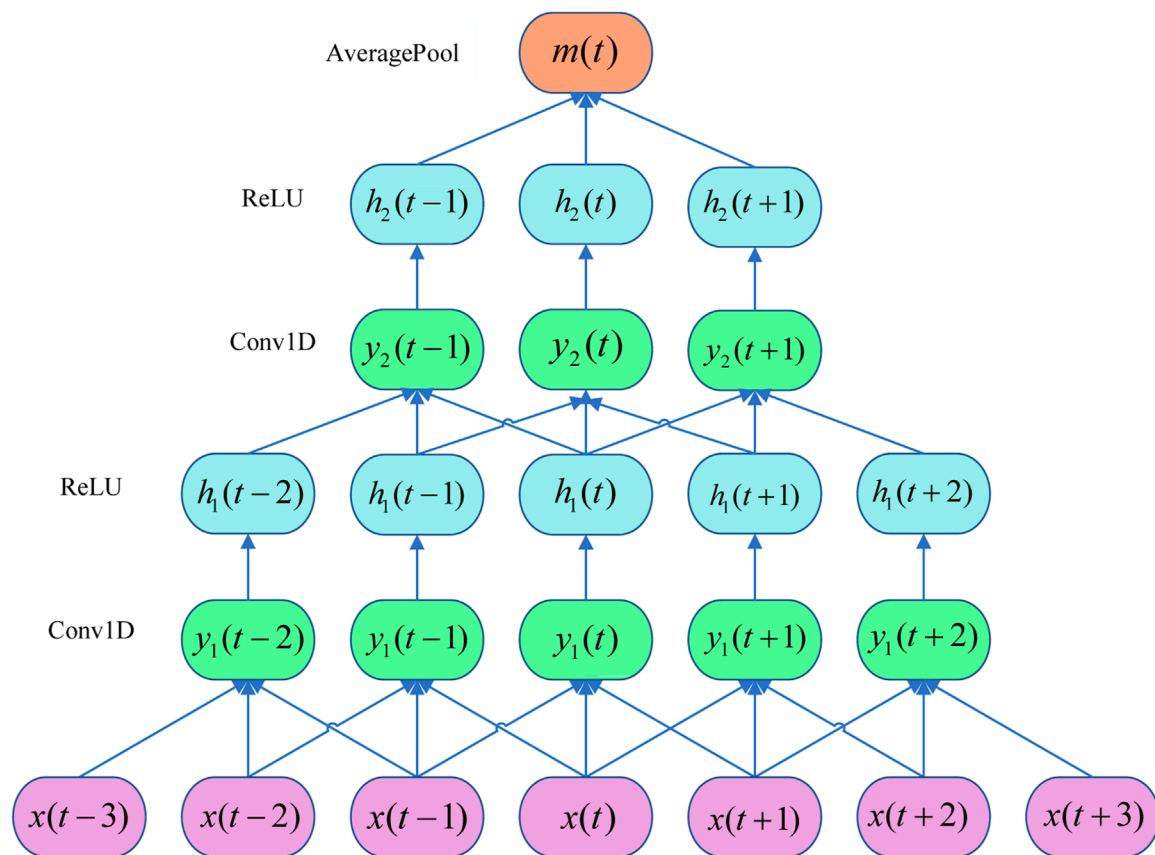 AveragePool m(t)
ReLU h₂(t−1) h₂(t) h₂(t+1)
Conv1D y₂(t−1) y₂(t) y₂(t+1)
ReLU h₁(t−2) h₁(t−1) h₁(t) h₁(t+1) h₁(t+2)
Conv1D y₁(t−2) y₁(t−1) y₁(t) y₁(t+1) y₁(t+2)
x(t−3) x(t−2) x(t−1) x(t) x(t+1) x(t+2) x(t+3)